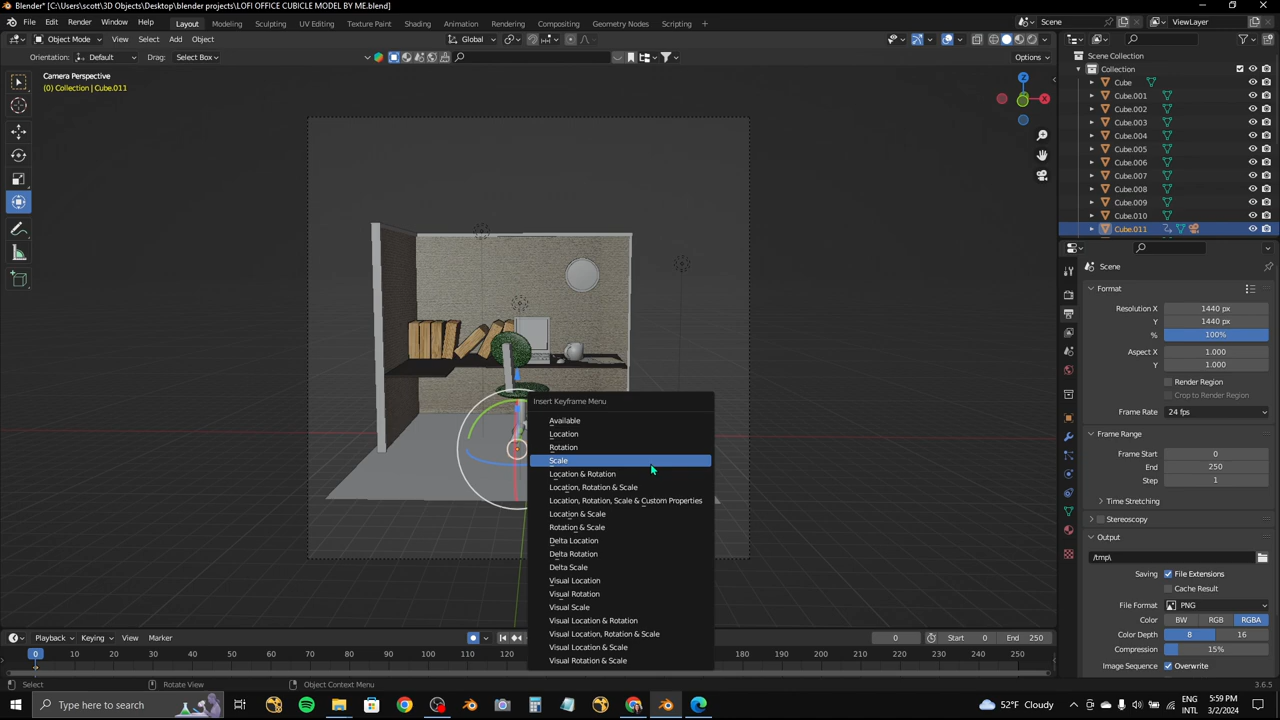 Blender* [C:\Users\scott\3D Objects\Desktop\blender projects\LOFI OFFICE CUBICLE MODEL BY ME.blend]
File Edit Render Window Help Layout Modeling Sculpting UV Editing Texture Paint Shading Animation Rendering Compositing Geometry Nodes Scripting + Scene ViewLayer
Object Mode View Select Add Object Global
Orientation: Default Drag: Select Box Options
Camera Perspective
(0) Collection | Cube.011
Z
X
Scene Collection
Collection
Cube
Cube.001
Cube.002
Cube.003
Cube.004
Cube.005
Cube.006
Cube.007
Cube.008
Cube.009
Cube.010
Cube.011
Scene
Format
Resolution X 1440 px
Y 1440 px
% 100%
Aspect X 1.000
Y 1.000
Render Region
Crop to Render Region
Frame Rate 24 fps
Frame Range
Frame Start 0
End 250
Step 1
Time Stretching
Stereoscopy
Output
/tmp\
Saving File Extensions
Cache Result
File Format PNG
Color BW RGB RGBA
Color Depth 8 16
Compression 15%
Image Sequence Overwrite
Insert Keyframe Menu
Available
Location
Rotation
Scale
Location & Rotation
Location, Rotation & Scale
Location, Rotation, Scale & Custom Properties
Location & Scale
Rotation & Scale
Delta Location
Delta Rotation
Delta Scale
Visual Location
Visual Rotation
Visual Scale
Visual Location & Rotation
Visual Location, Rotation & Scale
Visual Location & Scale
Visual Rotation & Scale
Playback Keying View Marker 0 Start 0 End 250
0 10 20 30 40 50 60 70 80 90 100 110 120 170 180 190 200 210 220 230 240 250
Select Rotate View Object Context Menu 3.6.5
Type here to search 52°F Cloudy ENG INTL 5:59 PM 3/2/2024